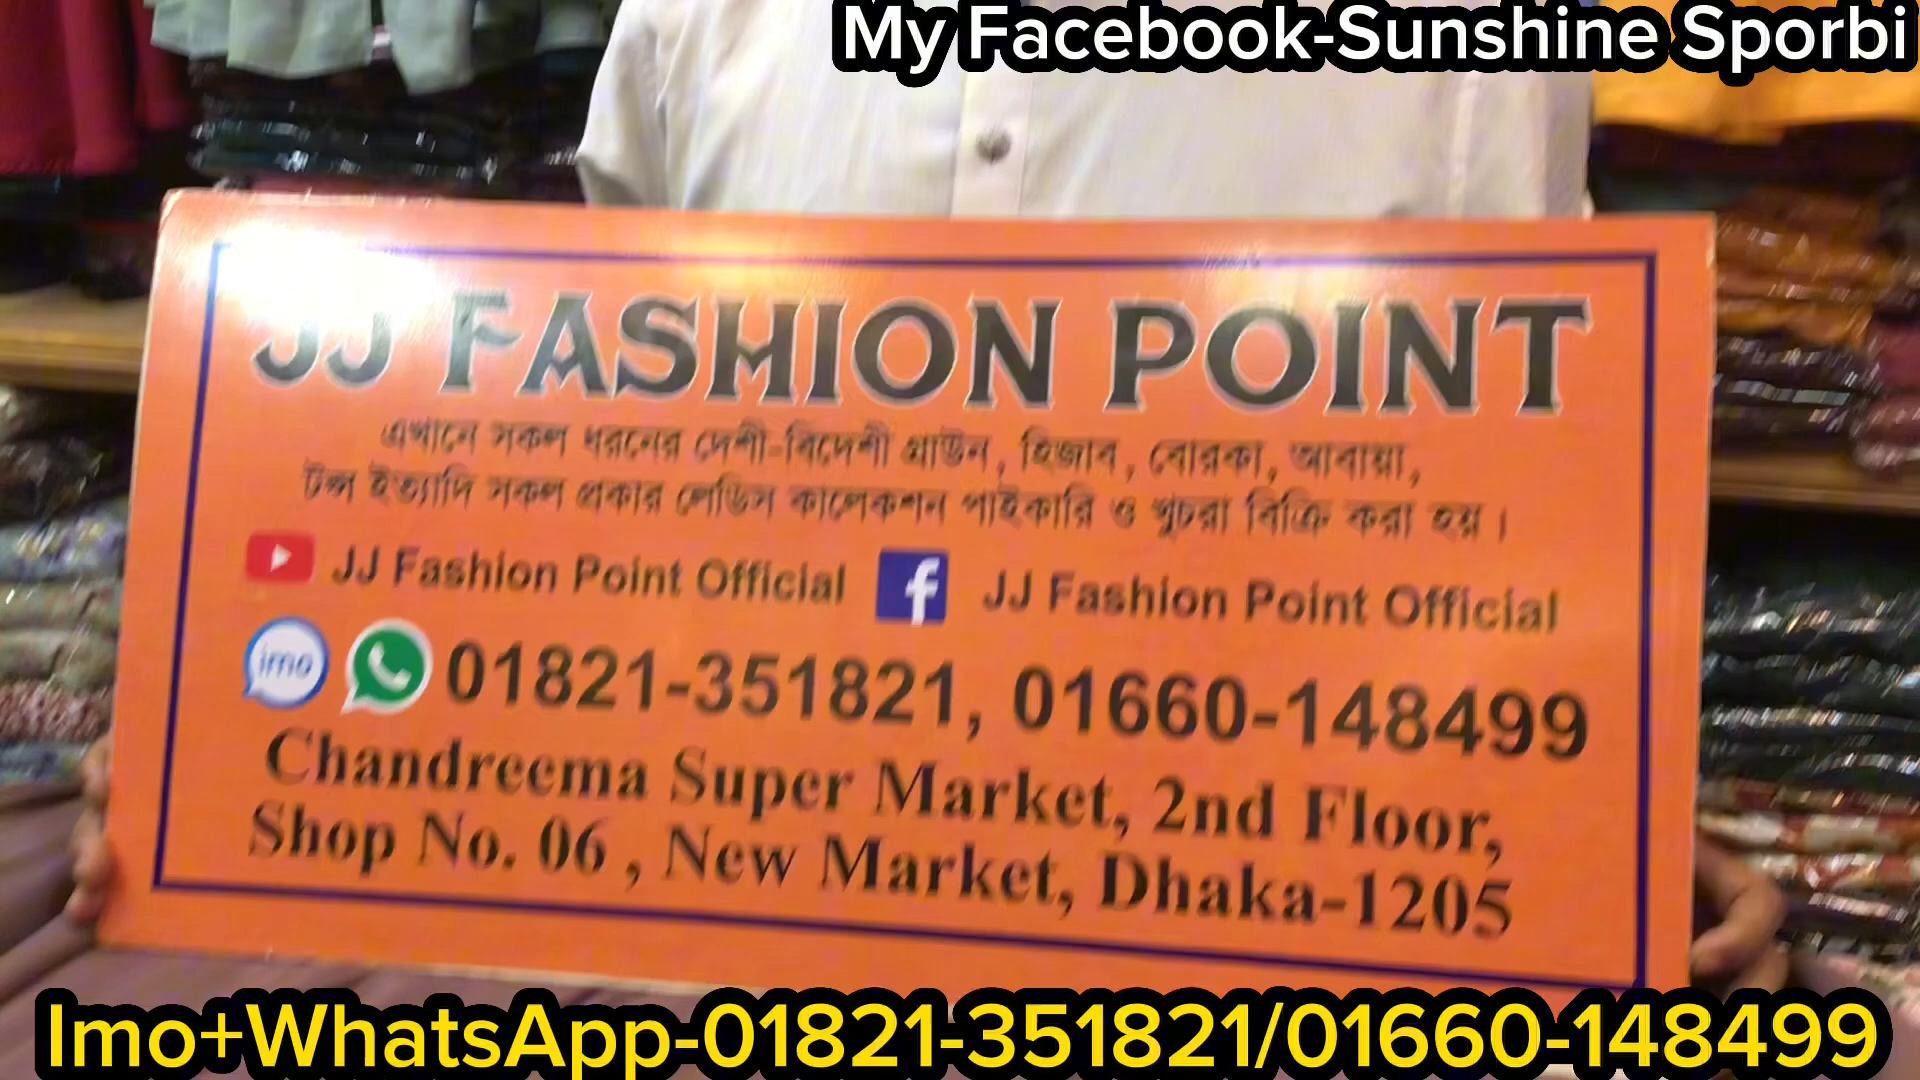 My Facebook-Sunshine Sporbi
JJ FASHION POINT
এখানে সকল ধরনের দেশী-বিদেশী গ্রাউন, হিজাব, বোরকা, আবায়া,
টপ্স ইত্যাদি সকল প্রকার লেডিস কালেকশন পাইকারি ও খুচরা বিক্রি করা হয়।
JJ Fashion Point Official f JJ Fashion Point Official
imo 01821-351821, 01660-148499
Chandreema Super Market, 2nd Floor,
Shop No. 06 , New Market, Dhaka-1205
Imo+WhatsApp-01821-351821/01660-148499